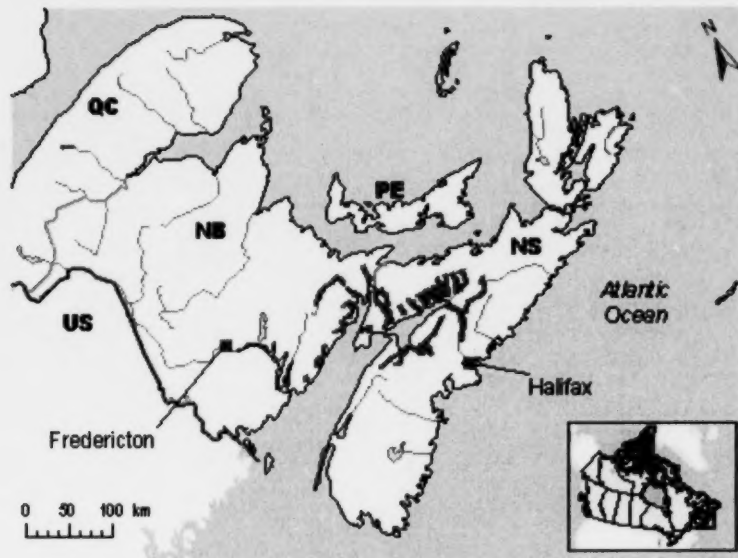 N
QC
PE
NB
NS
US
Atlantic
Ocean
Halifax
Fredericton
0 50 100 km